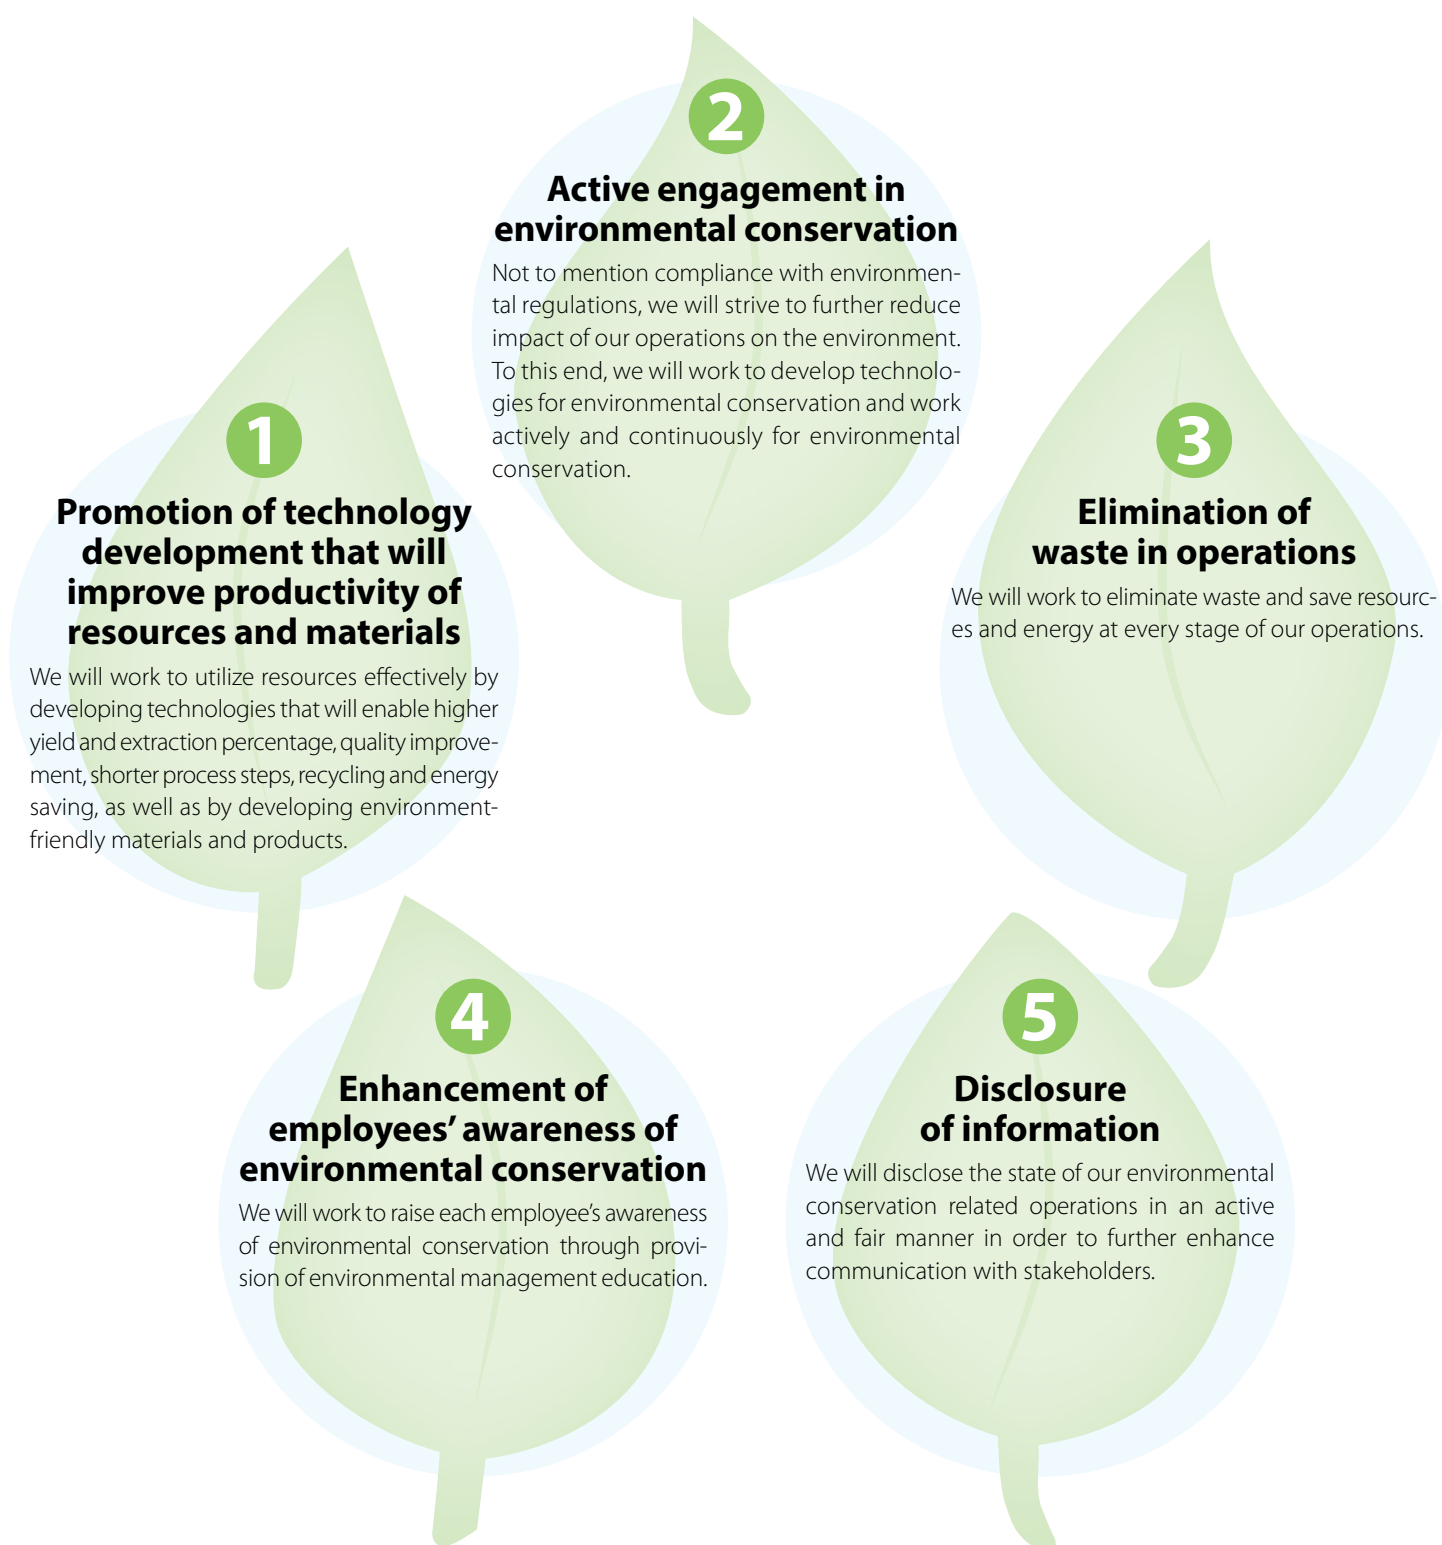 1
Promotion of technology
development that will
improve productivity of
resources and materials
We will work to utilize resources effectively by
developing technologies that will enable higher
yield and extraction percentage, quality improve-
ment, shorter process steps, recycling and energy
saving, as well as by developing environment-
friendly materials and products.
2
Active engagement in
environmental conservation
Not to mention compliance with environmen-
tal regulations, we will strive to further reduce
impact of our operations on the environment.
To this end, we will work to develop technolo-
gies for environmental conservation and work
actively and continuously for environmental
conservation.
3
Elimination of
waste in operations
We will work to eliminate waste and save resourc-
es and energy at every stage of our operations.
4
Enhancement of
employees’ awareness of
environmental conservation
We will work to raise each employee’s awareness
of environmental conservation through provi-
sion of environmental management education.
5
Disclosure
of information
We will disclose the state of our environmental
conservation related operations in an active
and fair manner in order to further enhance
communication with stakeholders.